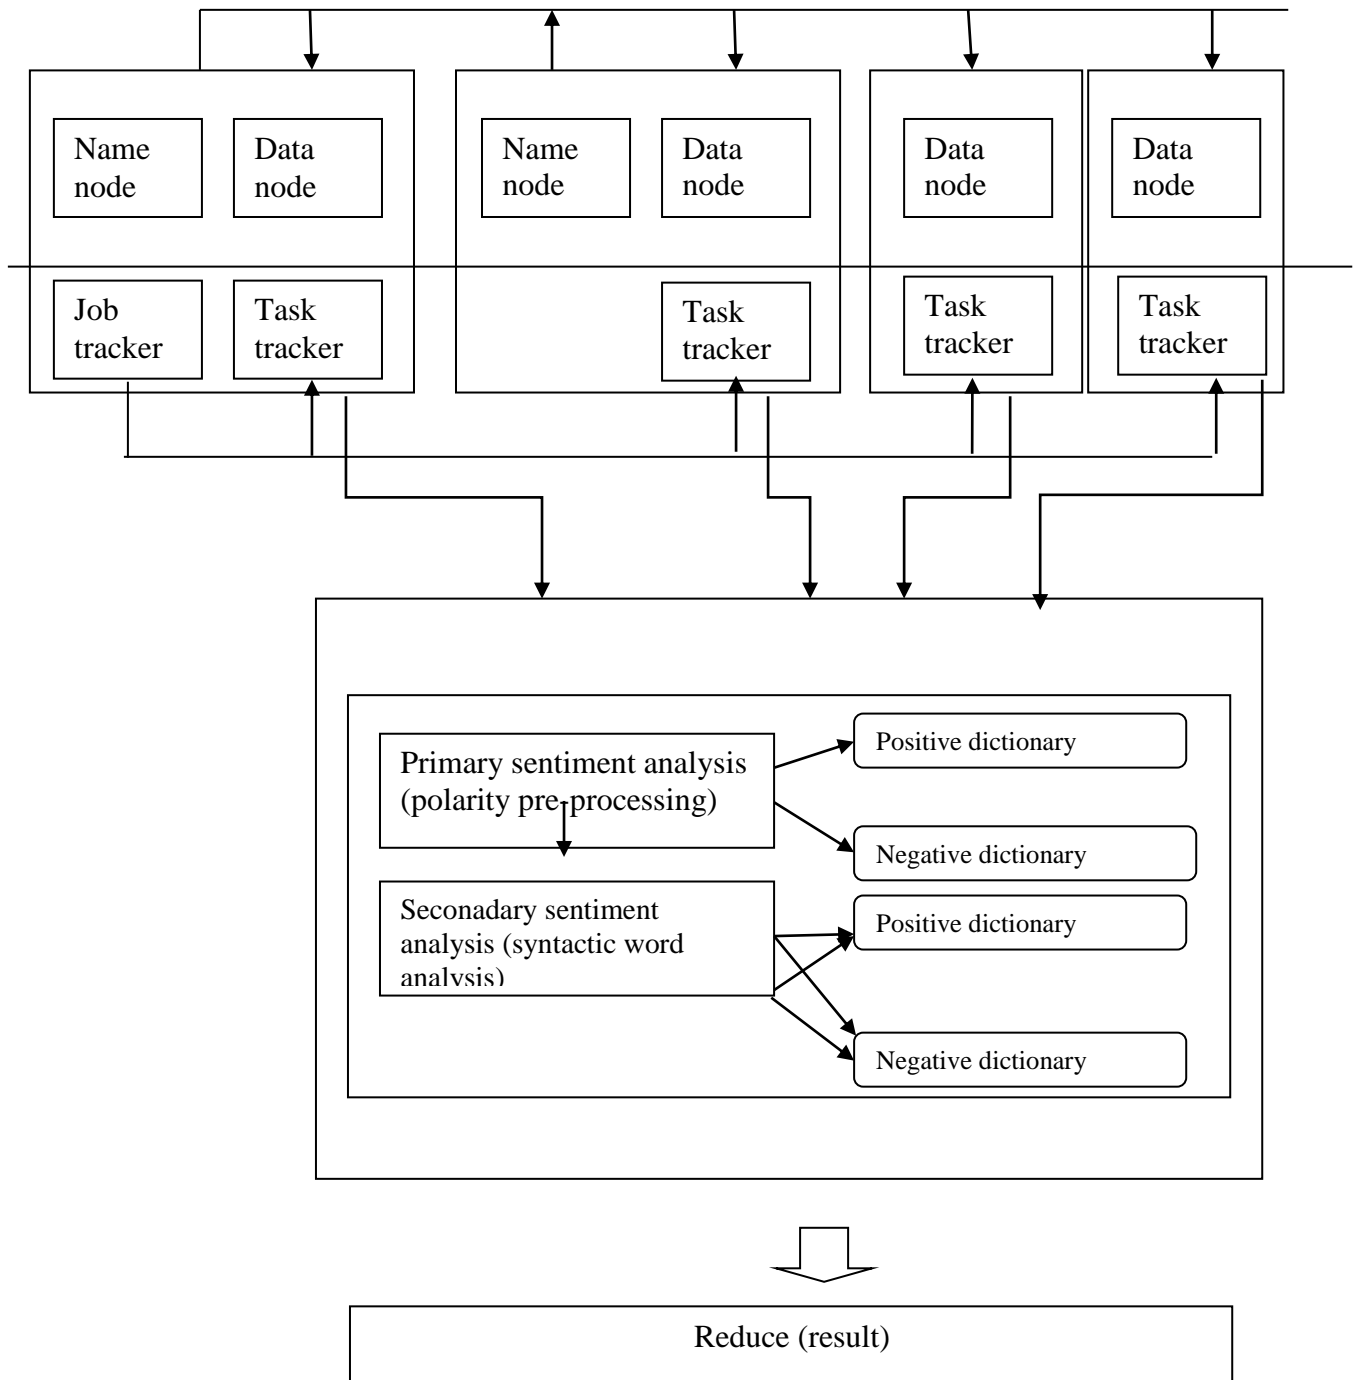 Name
node
Data
node
Name
node
Data
node
Data
node
Data
node
Job
tracker
Task
tracker
Task
tracker
Task
tracker
Task
tracker
Primary sentiment analysis
(polarity pre-processing)
Positive dictionary
Negative dictionary
Seconadary sentiment
analysis (syntactic word
analysis)
Positive dictionary
Negative dictionary
Reduce (result)